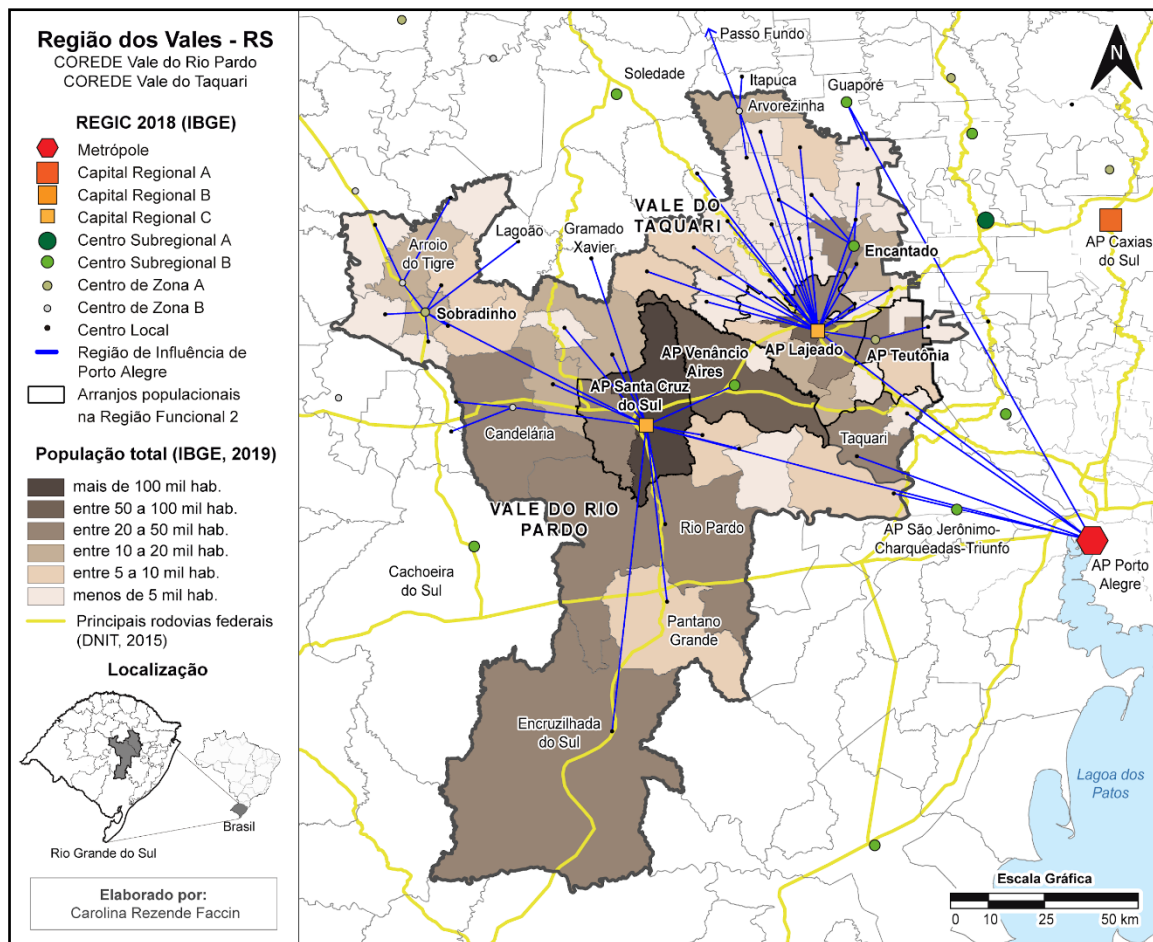 Região dos Vales - RS
COREDE Vale do Rio Pardo
COREDE Vale do Taquari
REGIC 2018 (IBGE)
Metrópole
Capital Regional A
Capital Regional B
Capital Regional C
Centro Subregional A
Centro Subregional B
Centro de Zona A
Centro de Zona B
Centro Local
Região de Influência de
Porto Alegre
Arranjos populacionais
na Região Funcional 2
População total (IBGE, 2019)
mais de 100 mil hab.
entre 50 a 100 mil hab.
entre 20 a 50 mil hab.
entre 10 a 20 mil hab.
entre 5 a 10 mil hab.
menos de 5 mil hab.
Principais rodovias federais
(DNIT, 2015)
Localização
Brasil
Rio Grande do Sul
Elaborado por:
Carolina Rezende Faccin
Passo Fundo
N
Soledade
Itapuca
Arvorezinha
Guaporé
VALE DO
TAQUARI
Lagoão
Gramado
Xavier
Arroio
do Tigre
Encantado
AP Caxias
do Sul
Sobradinho
AP Lajeado
AP Teutônia
AP Venâncio
Aires
AP Santa Cruz
do Sul
Candelária
Taquari
VALE DO RIO
PARDO
Rio Pardo
AP São Jerônimo-
Charqueadas-Triunfo
AP Porto
Alegre
Cachoeira
do Sul
Pantano
Grande
Encruzilhada
do Sul
Lagoa dos
Patos
Escala Gráfica
0 10 25 50 km